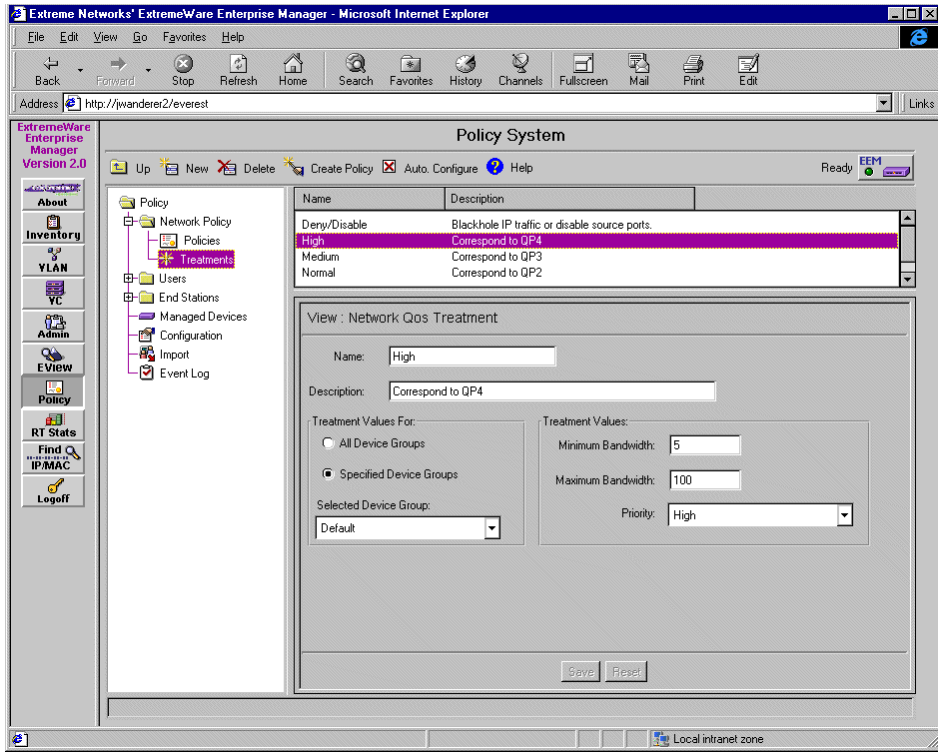 Extreme Networks' ExtremeWare Enterprise Manager - Microsoft Internet Explorer
File Edit View Go Favorites Help
Back Forward Stop Refresh Home Search Favorites History Channels Fullscreen Mail Print Edit
Address http://jwanderer2/everest Links
ExtremeWare
Enterprise
Manager
Version 2.0
Policy System
Up New Delete Create Policy Auto. Configure Help Ready EEM
About
Inventory
VLAN
VC
Admin
EView
Policy
RT Stats
Find
IP/MAC
Logoff
Policy
Network Policy
Policies
Treatments
Users
End Stations
Managed Devices
Configuration
Import
Event Log
Name Description
Deny/Disable Blackhole IP traffic or disable source ports.
High Correspond to QP4
Medium Correspond to QP3
Normal Correspond to QP2
View : Network Qos Treatment
Name: High
Description: Correspond to QP4
Treatment Values For:
All Device Groups
Specified Device Groups
Selected Device Group:
Default
Treatment Values:
Minimum Bandwidth: 5
Maximum Bandwidth: 100
Priority: High
Save Reset
Local intranet zone